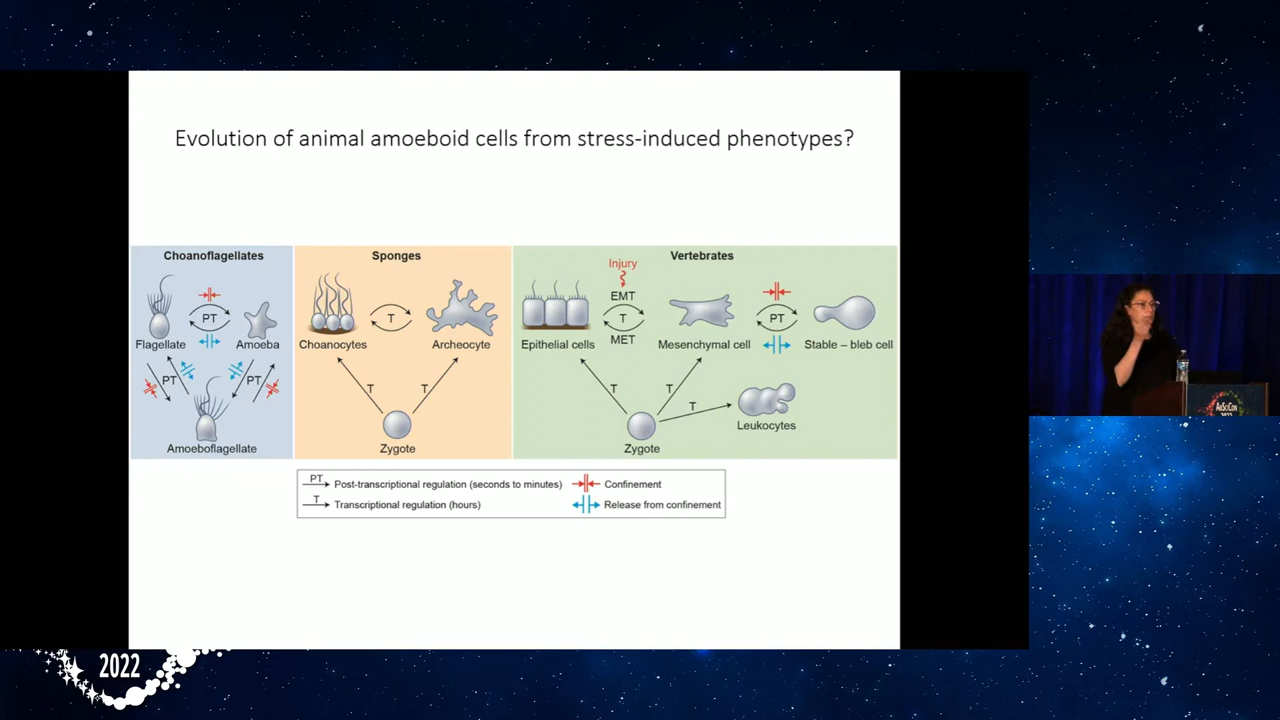 Evolution of animal amoeboid cells from stress-induced phenotypes?
Choanoflagellates
PT
Flagellate
Amoeba
PT
PT
Amoeboflagellate
Sponges
T
Choanocytes
Archeocyte
T
T
Zygote
Vertebrates
Injury
EMT
T
MET
PT
Epithelial cells
Mesenchymal cell
Stable – bleb cell
T
T
T
Leukocytes
Zygote
PT
Post-transcriptional regulation (seconds to minutes)
Confinement
T
Transcriptional regulation (hours)
Release from confinement
AbSciCon
2022
2022